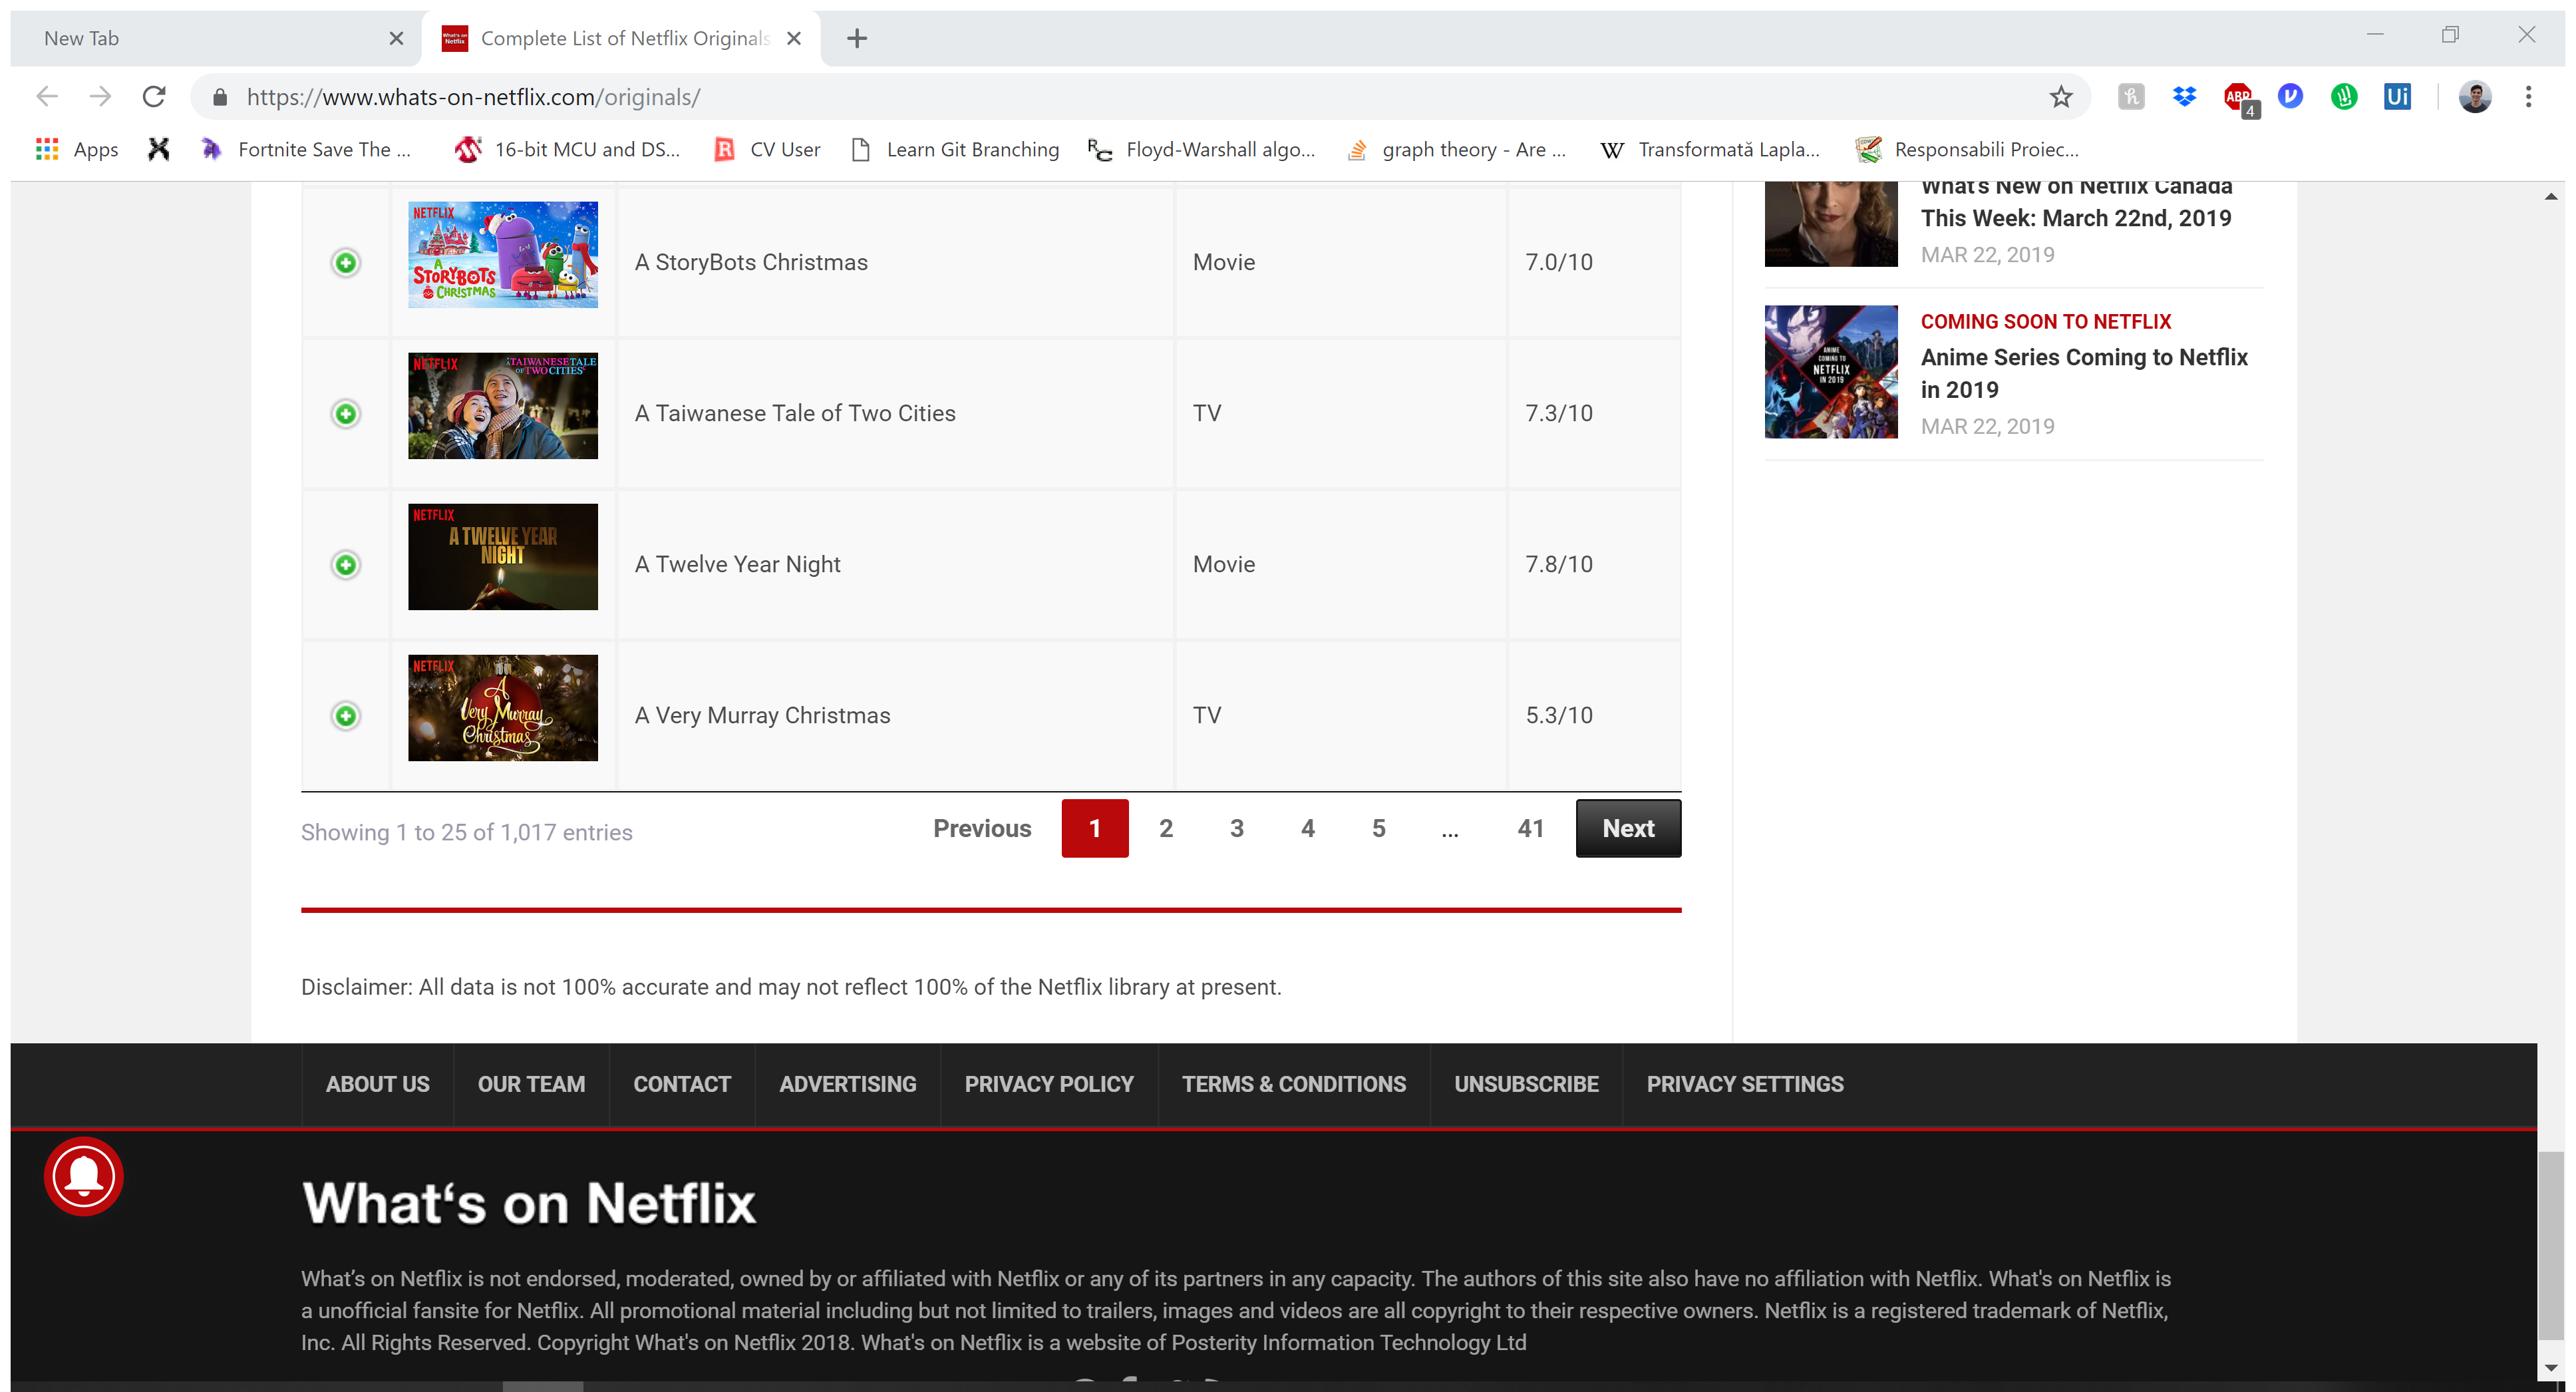 New Tab
Complete List of Netflix Originals
https://www.whats-on-netflix.com/originals/
4
Apps
Fortnite Save The ...
16-bit MCU and DS...
CV User
Learn Git Branching
Floyd-Warshall algo...
graph theory - Are ...
Transformată Lapla...
Responsabili Proiec...
NETFLIX
A STORYBOTS CHRISTMAS
A StoryBots Christmas
Movie
7.0/10
NETFLIX
A TAIWANESE TALE OF TWO CITIES
A Taiwanese Tale of Two Cities
TV
7.3/10
NETFLIX
A TWELVE YEAR NIGHT
A Twelve Year Night
Movie
7.8/10
NETFLIX
A Very Murray Christmas
A Very Murray Christmas
TV
5.3/10
Showing 1 to 25 of 1,017 entries
Previous 1 2 3 4 5 ... 41 Next
Disclaimer: All data is not 100% accurate and may not reflect 100% of the Netflix library at present.
What's New on Netflix Canada
This Week: March 22nd, 2019
MAR 22, 2019
ANIME COMING TO NETFLIX IN 2019
COMING SOON TO NETFLIX
Anime Series Coming to Netflix
in 2019
MAR 22, 2019
ABOUT US
OUR TEAM
CONTACT
ADVERTISING
PRIVACY POLICY
TERMS & CONDITIONS
UNSUBSCRIBE
PRIVACY SETTINGS
What‘s on Netflix
What’s on Netflix is not endorsed, moderated, owned by or affiliated with Netflix or any of its partners in any capacity. The authors of this site also have no affiliation with Netflix. What's on Netflix is
a unofficial fansite for Netflix. All promotional material including but not limited to trailers, images and videos are all copyright to their respective owners. Netflix is a registered trademark of Netflix,
Inc. All Rights Reserved. Copyright What's on Netflix 2018. What's on Netflix is a website of Posterity Information Technology Ltd